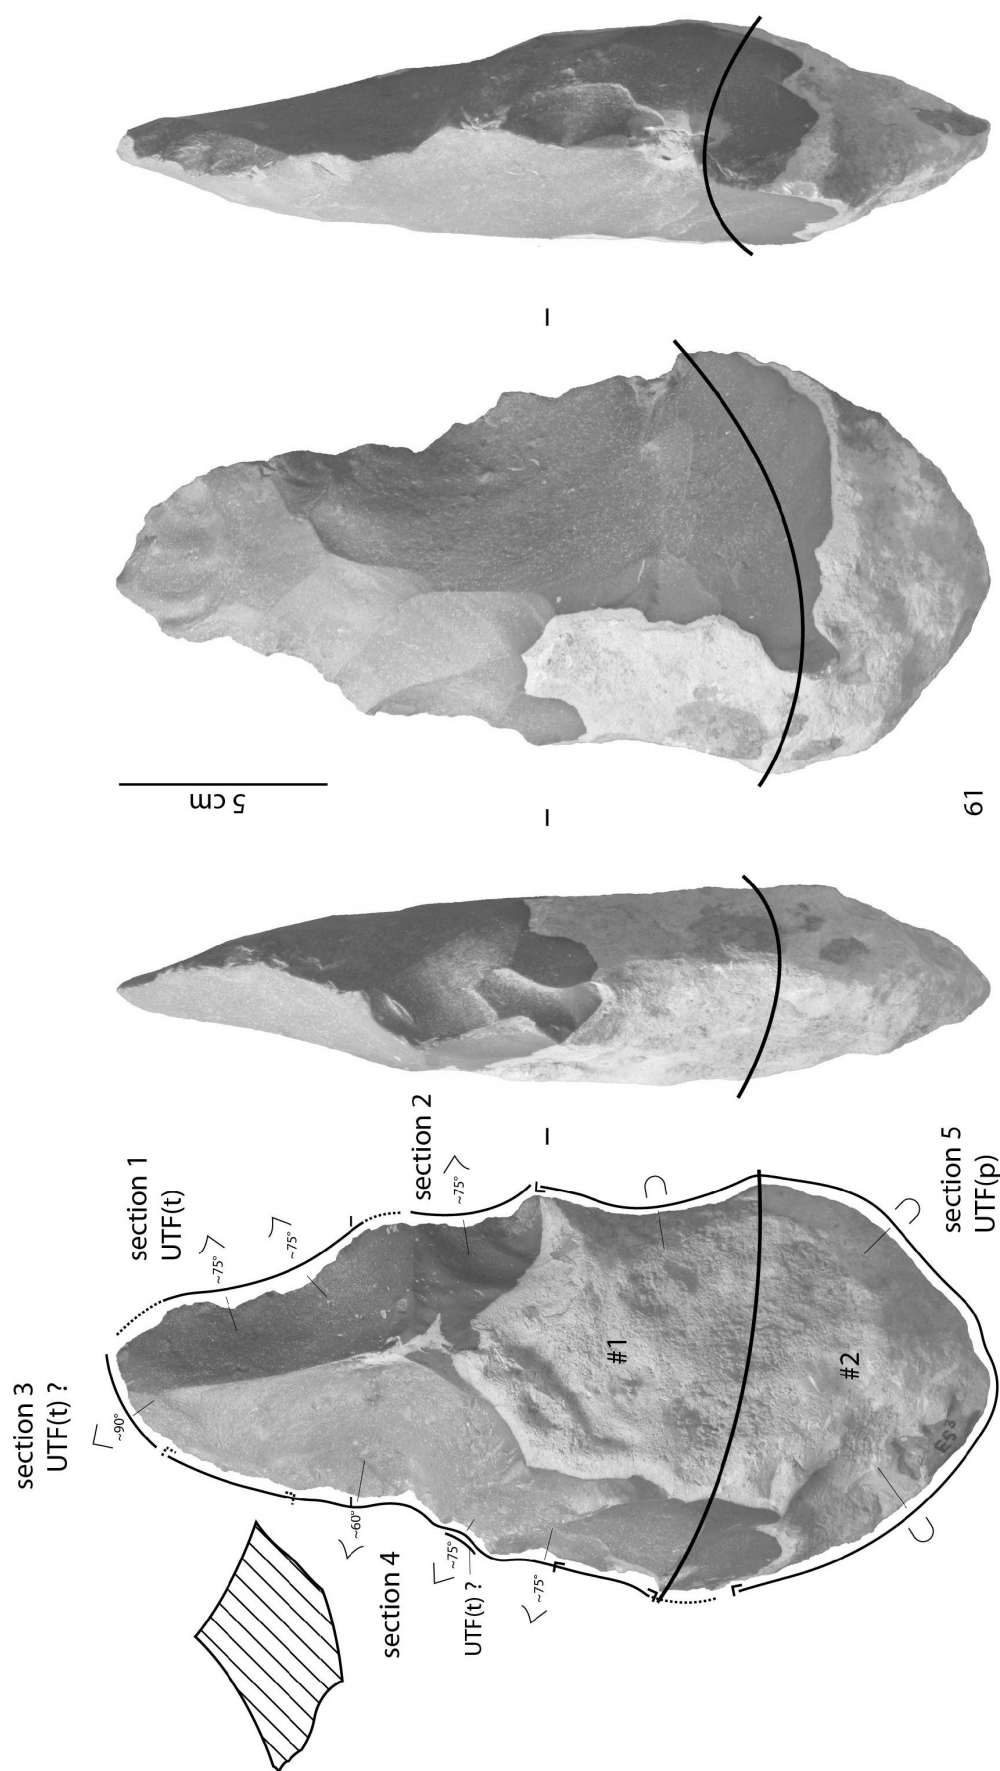 section 1
UTF(t)
section 2
section 3
UTF(t) ?
~75°
~75°
~75°
~90°
~60°
section 4
~75°
UTF(t) ?
~75°
#1
#2
section 5
UTF(p)
5 cm
61